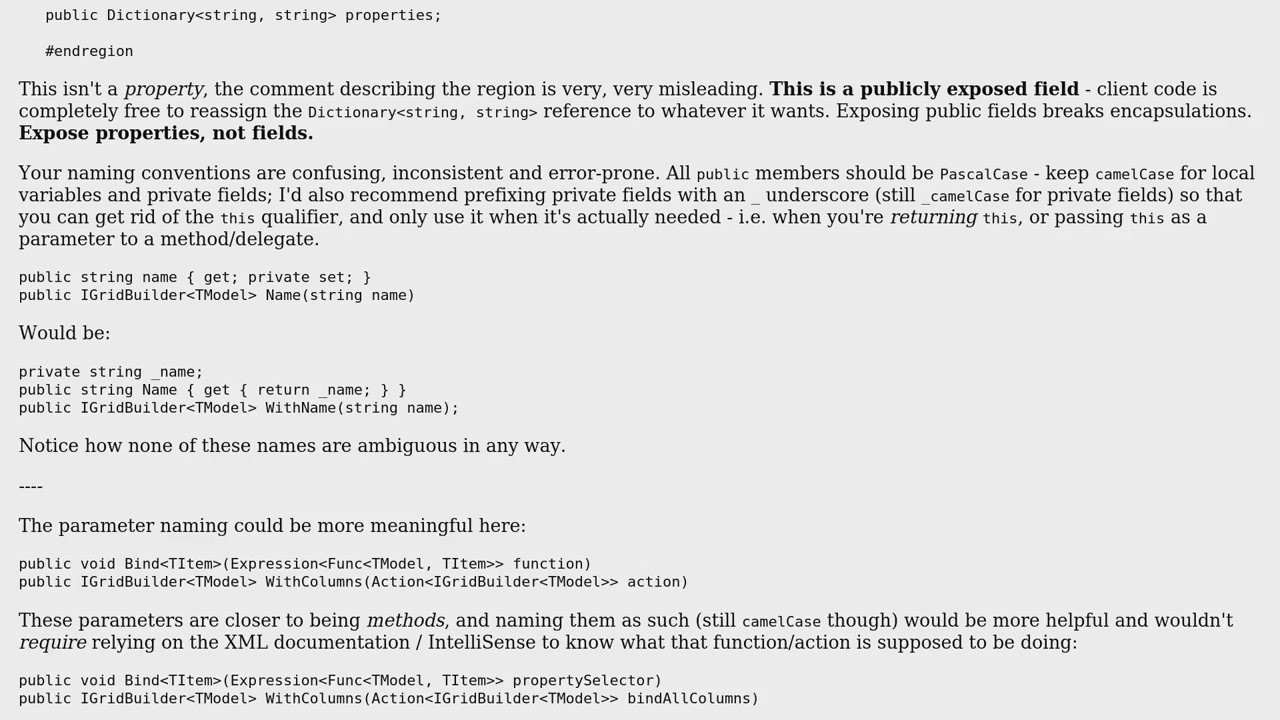 public Dictionary<string, string> properties;
#endregion
This isn't a property, the comment describing the region is very, very misleading. This is a publicly exposed field - client code is
completely free to reassign the Dictionary<string, string> reference to whatever it wants. Exposing public fields breaks encapsulations.
Expose properties, not fields.
Your naming conventions are confusing, inconsistent and error-prone. All public members should be PascalCase - keep camelCase for local
variables and private fields; I'd also recommend prefixing private fields with an _ underscore (still _camelCase for private fields) so that
you can get rid of the this qualifier, and only use it when it's actually needed - i.e. when you're returning this, or passing this as a
parameter to a method/delegate.
public string name { get; private set; }
public IGridBuilder<TModel> Name(string name)
Would be:
private string _name;
public string Name { get { return _name; } }
public IGridBuilder<TModel> WithName(string name);
Notice how none of these names are ambiguous in any way.
----
The parameter naming could be more meaningful here:
public void Bind<TItem>(Expression<Func<TModel, TItem>> function)
public IGridBuilder<TModel> WithColumns(Action<IGridBuilder<TModel>> action)
These parameters are closer to being methods, and naming them as such (still camelCase though) would be more helpful and wouldn't
require relying on the XML documentation / IntelliSense to know what that function/action is supposed to be doing:
public void Bind<TItem>(Expression<Func<TModel, TItem>> propertySelector)
public IGridBuilder<TModel> WithColumns(Action<IGridBuilder<TModel>> bindAllColumns)